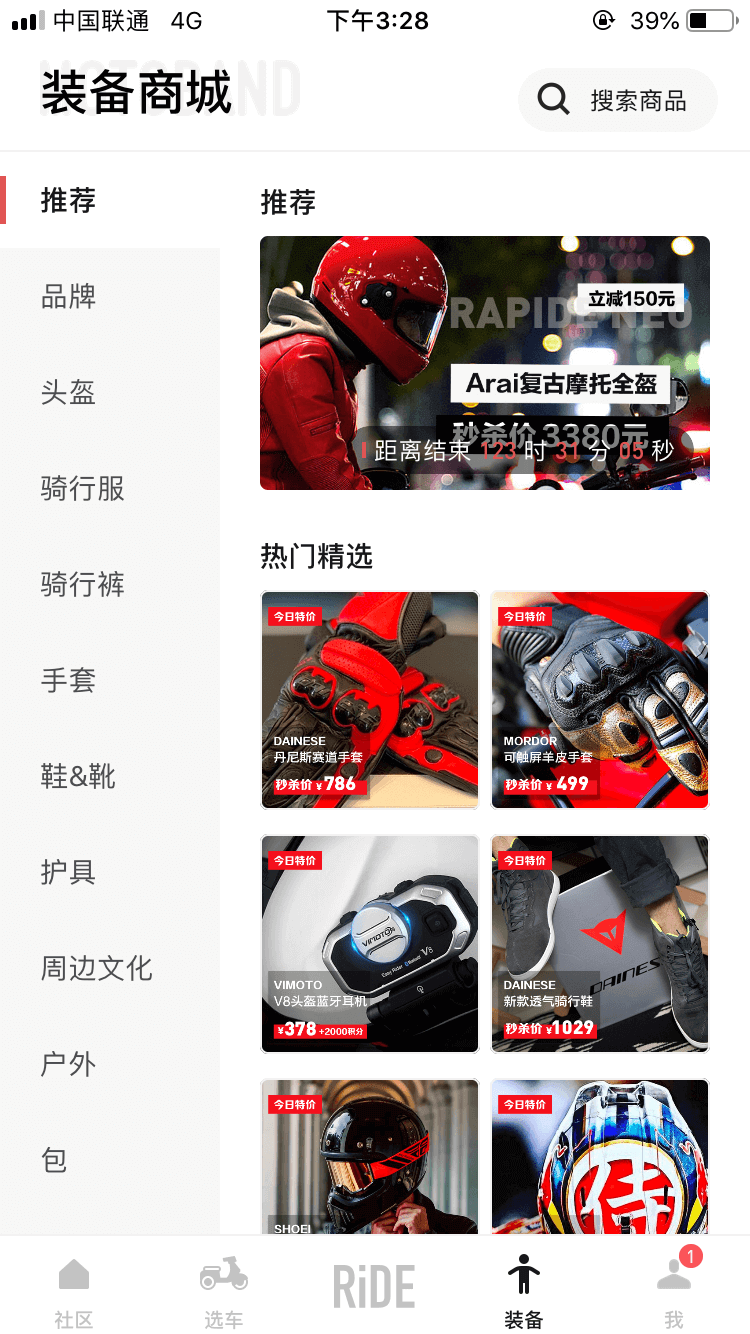 中国联通 4G 下午3:28 39%
MOTOBAND
装备商城
搜索商品
推荐
品牌
头盔
骑行服
骑行裤
手套
鞋&靴
护具
周边文化
户外
包
推荐
立减150元
RAPIDE NEO
Arai复古摩托全盔
秒杀价 3380元
距离结束 123 时 31 分 05 秒
热门精选
今日特价
DAINESE
丹尼斯赛道手套
秒杀价 ¥786
今日特价
MORDOR
可触屏羊皮手套
秒杀价 ¥499
今日特价
VIMOTO
Easy Rider Bluetooth V8
VIMOTO
V8头盔蓝牙耳机
¥378 +2000积分
今日特价
DAINES
DAINESE
新款透气骑行鞋
秒杀价 ¥1029
今日特价
SHOEI
今日特价
侍
社区
选车
RiDE
装备
1
我